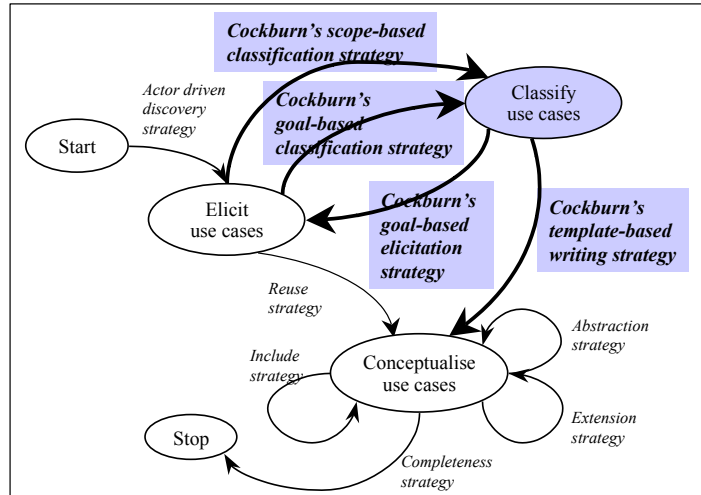 Cockburn's scope-based
classification strategy
Actor driven
discovery
strategy
Cockburn's
goal-based
classification strategy
Classify
use cases
Start
Elicit
use cases
Cockburn's
goal-based
elicitation
strategy
Cockburn's
template-based
writing strategy
Reuse
strategy
Abstraction
strategy
Include
strategy
Conceptualise
use cases
Extension
strategy
Stop
Completeness
strategy